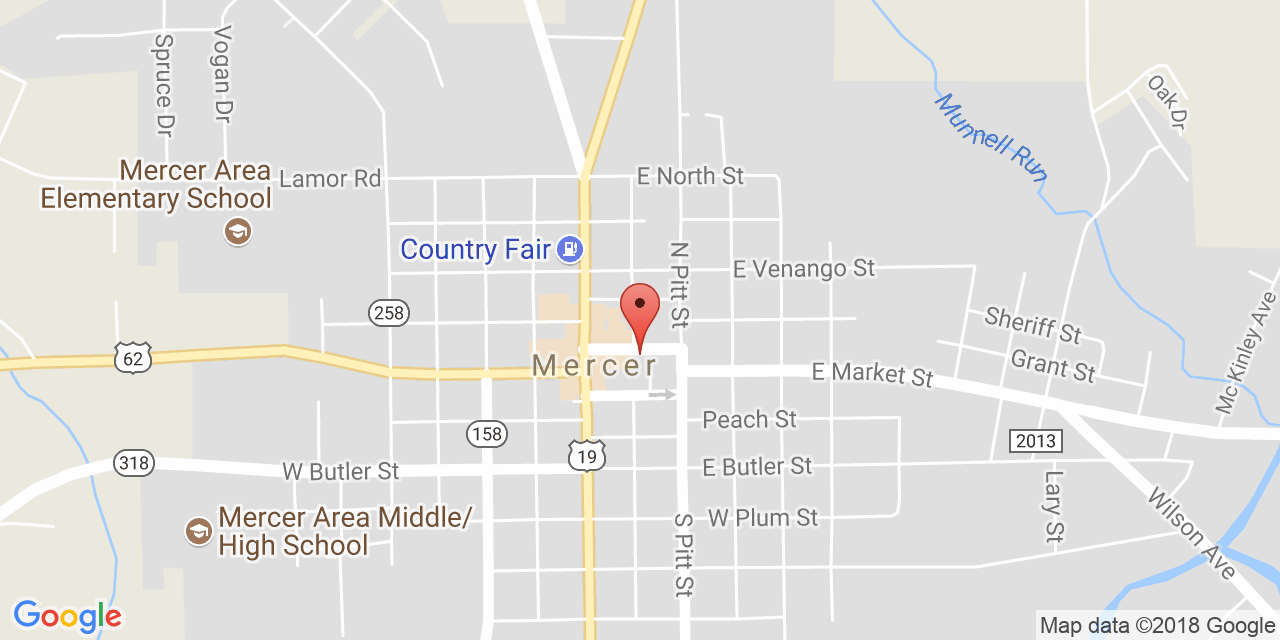 Spruce Dr
Vogan Dr
Oak Dr
Munnell Run
Mercer Area
Elementary School
Lamor Rd
E North St
Country Fair
N Pitt St
E Venango St
258
Sheriff St
Mc Kinley Ave
62
Mercer
Grant St
E Market St
Peach St
158
2013
318
19
W Butler St
E Butler St
Lary St
Wilson Ave
Mercer Area Middle/
High School
W Plum St
S Pitt St
Google
Map data ©2018 Google